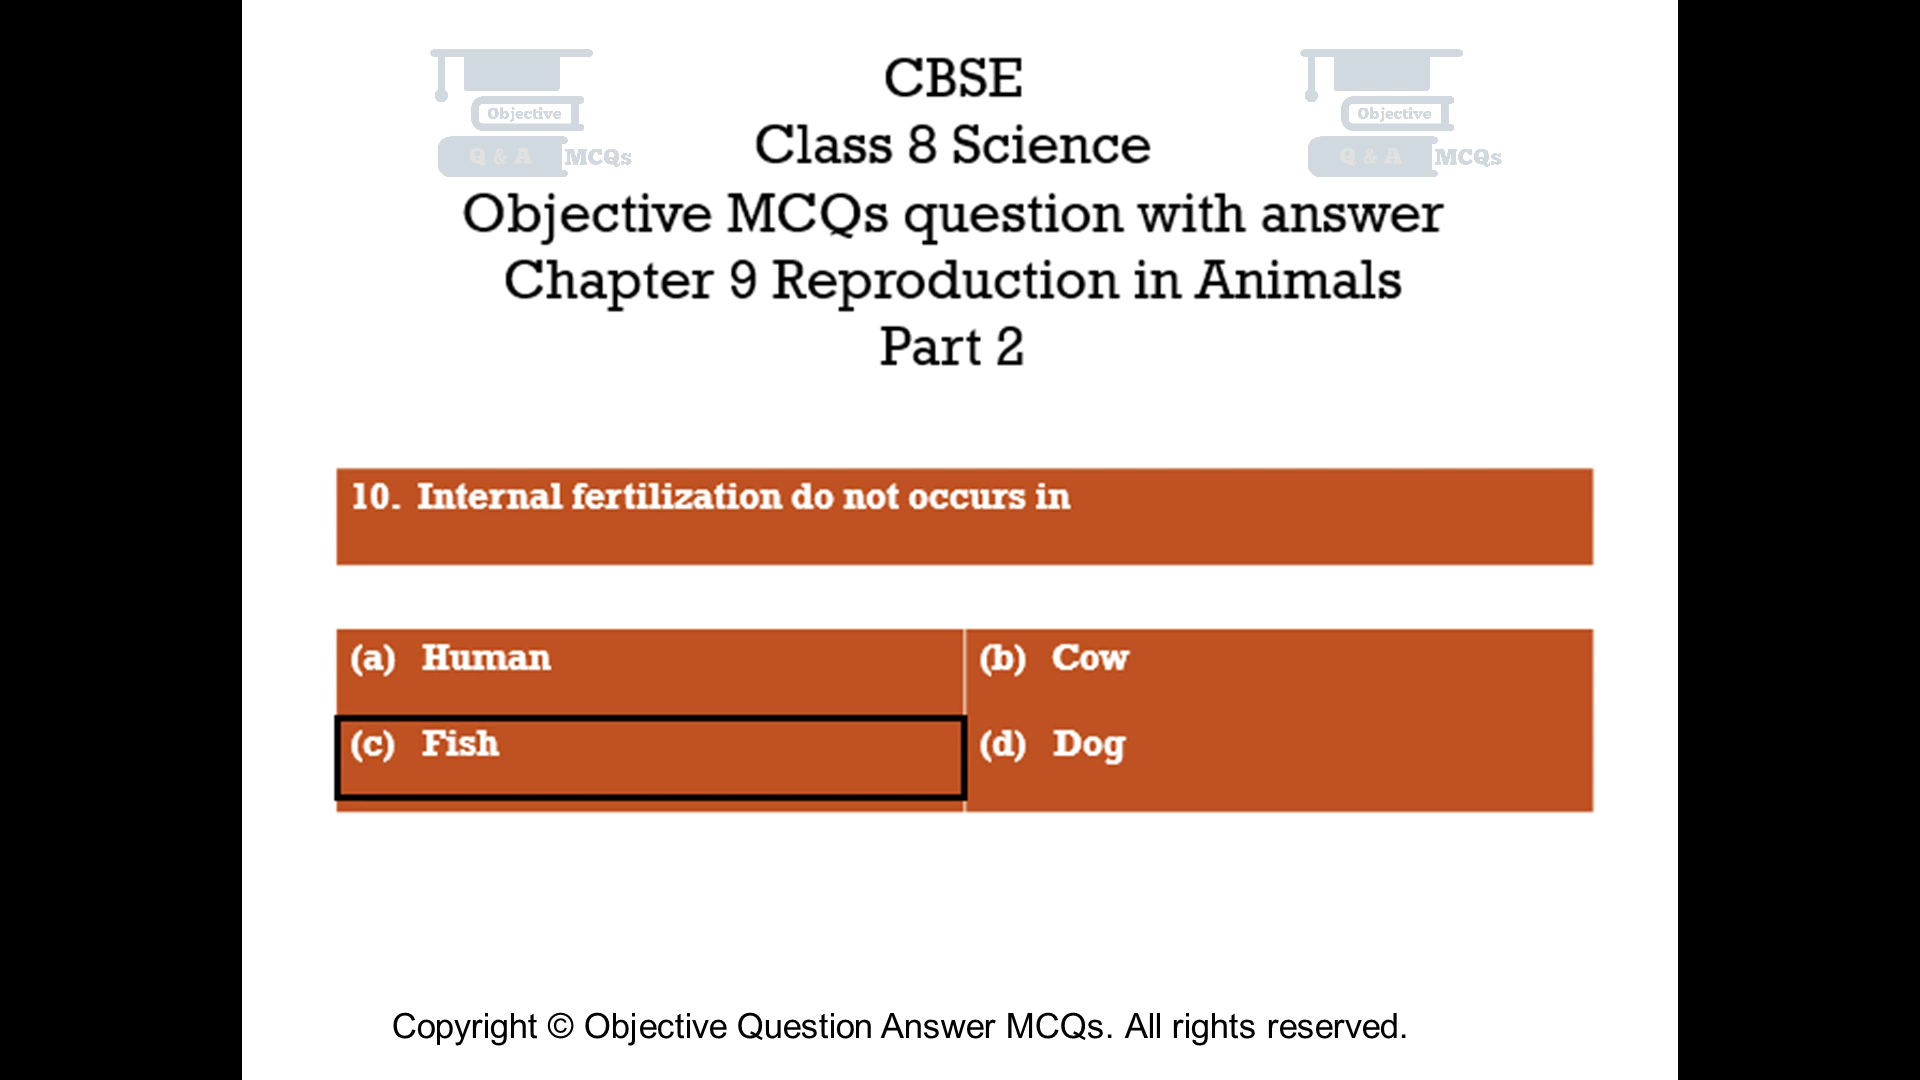 Objective
Q & A MCQs
Objective
Q & A MCQs
CBSE
Class 8 Science
Objective MCQs question with answer
Chapter 9 Reproduction in Animals
Part 2
10. Internal fertilization do not occurs in
(a) Human
(b) Cow
(c) Fish
(d) Dog
Copyright © Objective Question Answer MCQs. All rights reserved.